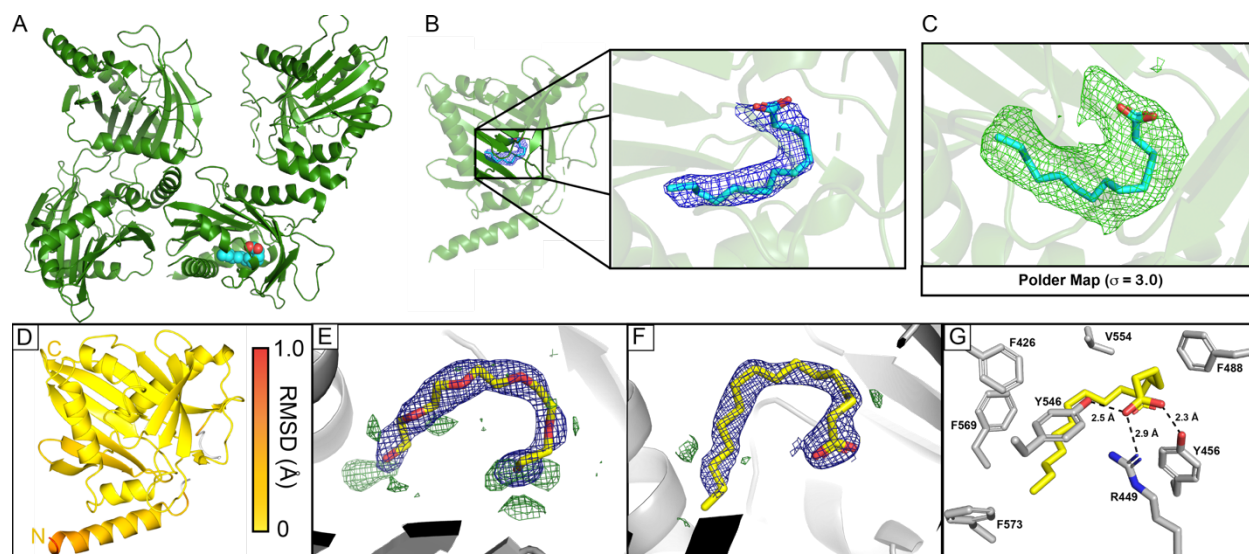 A
B
C
Polder Map (σ = 3.0)
D
C
N
1.0
RMSD (Å)
0
E
F
G
V554
F426
F488
Y546
2.5 Å
2.3 Å
F569
2.9 Å
Y456
R449
F573